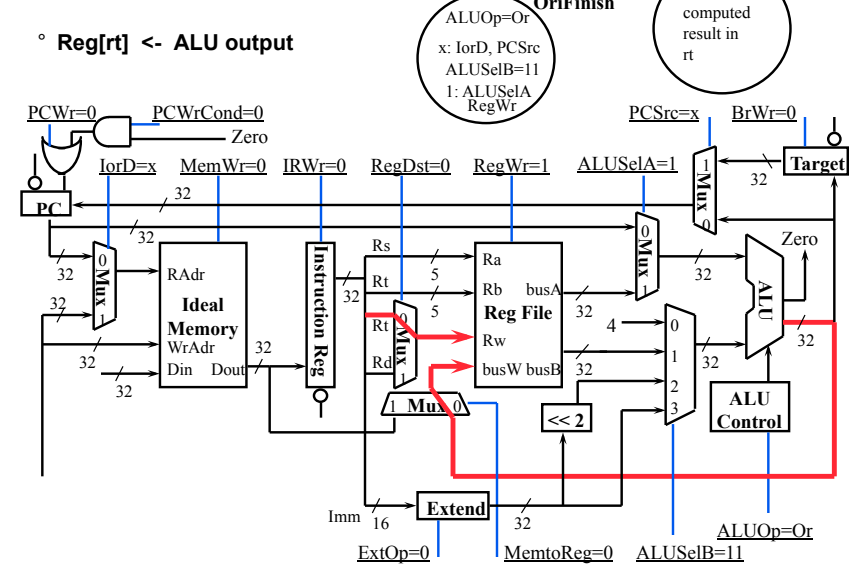 OriFinish
ALUOp=Or
x: IorD, PCSrc
ALUSelB=11
1: ALUSelA
RegWr
computed
result in
rt
° Reg[rt] <- ALU output
PCWr=0
PCWrCond=0
PCSrc=x
BrWr=0
Zero
IorD=x
MemWr=0
IRWr=0
RegDst=0
RegWr=1
ALUSelA=1
1
Mux
0
32
Target
PC
32
32
32
0
Mux
1
32
RAdr
Ideal
Memory
WrAdr
Din
Dout
32
32
32
Instruction Reg
32
Rs
5
Rt
5
Rt
0
Mux
1
Rd
Ra
Rb
busA
Reg File
Rw
busW
busB
32
32
0
Mux
1
32
4
0
1
2
3
32
Zero
ALU
32
1 Mux 0
<< 2
ALU
Control
Imm
16
Extend
32
ExtOp=0
MemtoReg=0
ALUSelB=11
ALUOp=Or